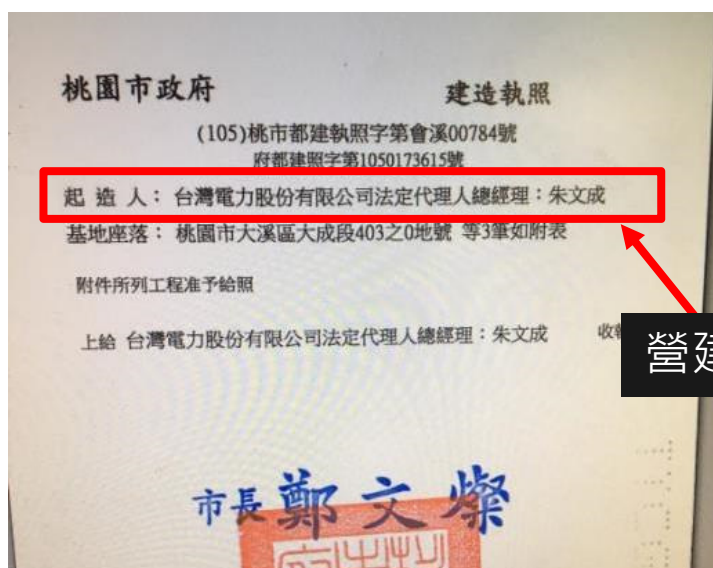 桃園市政府 建造執照
(105)桃市都建執照字第會溪00784號
府都建照字第1050173615號
起造人：台灣電力股份有限公司法定代理人總經理：朱文成
基地座落：桃園市大溪區大成段403之0地號 等3筆如附表
附件所列工程准予給照
上給 台灣電力股份有限公司法定代理人總經理：朱文成 收
營建
市長 鄭文燦